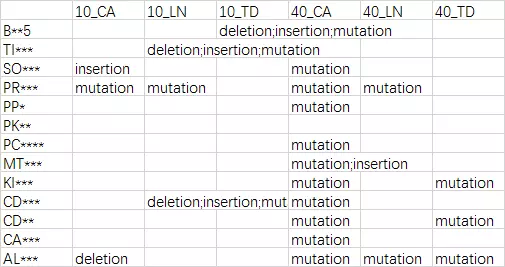 10_CA 10_LN 10_TD 40_CA 40_LN 40_TD
B**5 deletion;insertion;mutation
TI*** deletion;insertion;mutation
SO*** insertion mutation
PR*** mutation mutation mutation mutation
PP* mutation
PK**
PC**** mutation
MT*** mutation;insertion
KI*** mutation mutation
CD*** deletion;insertion;mut mutation
CD** mutation mutation
CA*** mutation
AL*** deletion mutation mutation mutation